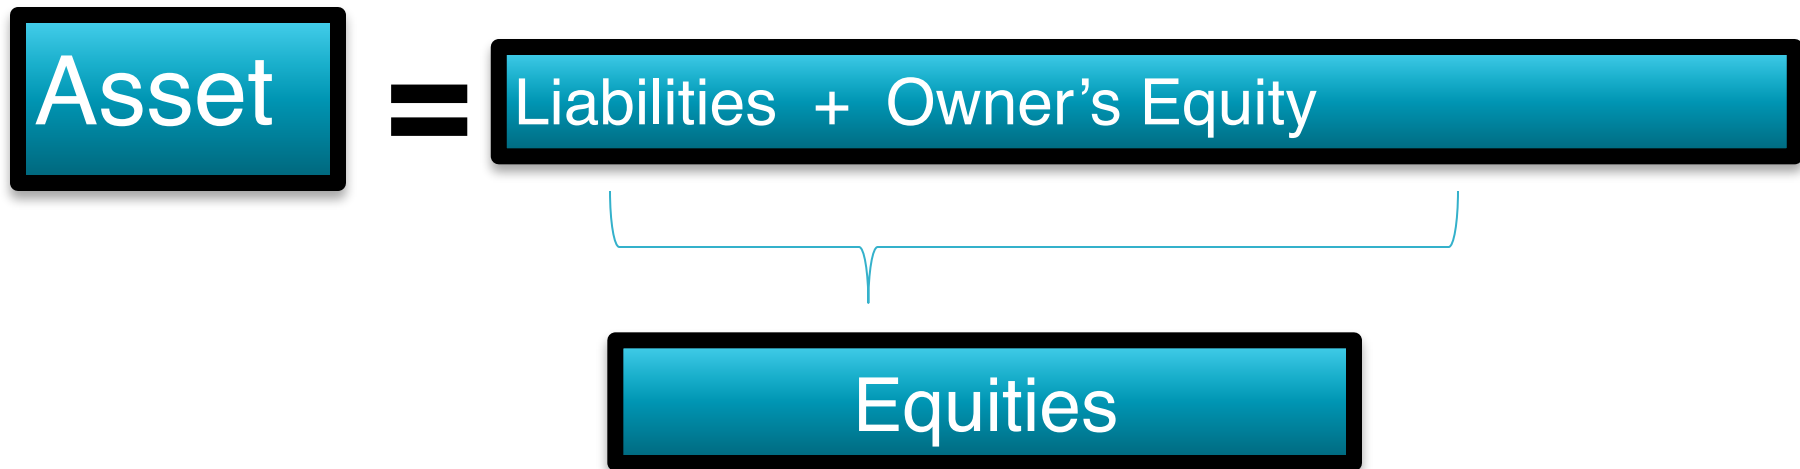 Asset = Liabilities + Owner’s Equity
Equities